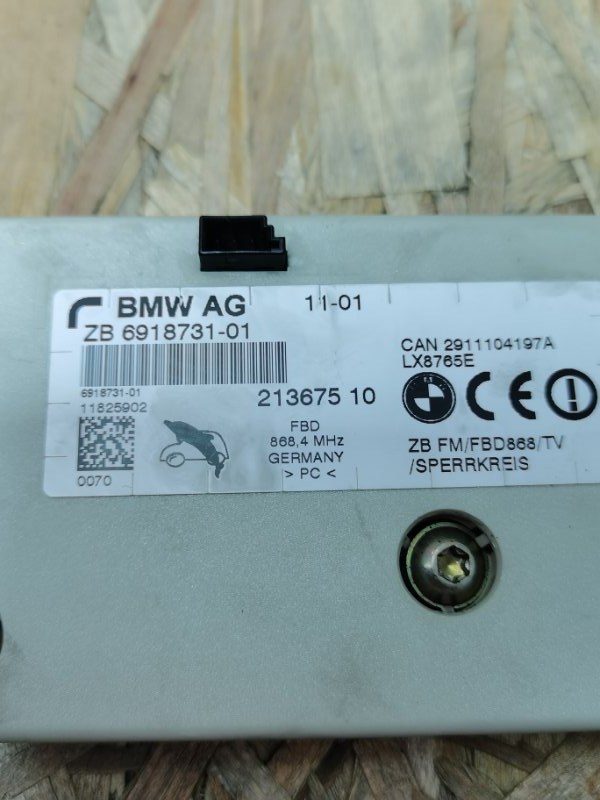 BMW AG 11-01
ZB 6918731-01
6918731-01
11825902
213675 10
FBD
868,4 MHz
GERMANY
> PC <
0070
CAN 2911104197A
LX8765E
CE
ZB FM/FBD868/TV
/SPERRKREIS